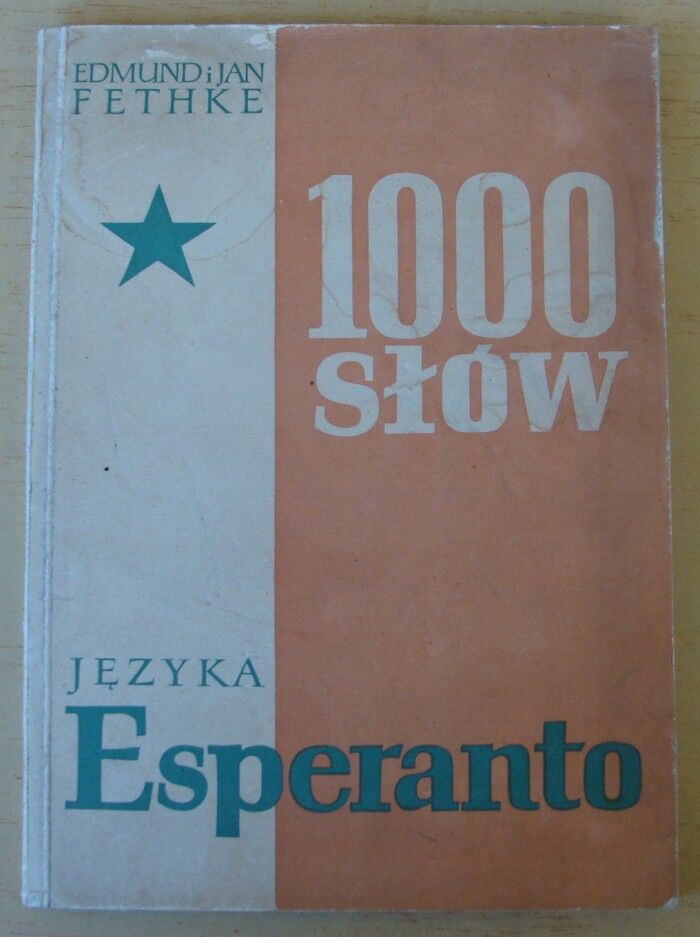 EDMUND i JAN
FETHKE
1000
słów
JĘZYKA
Esperanto